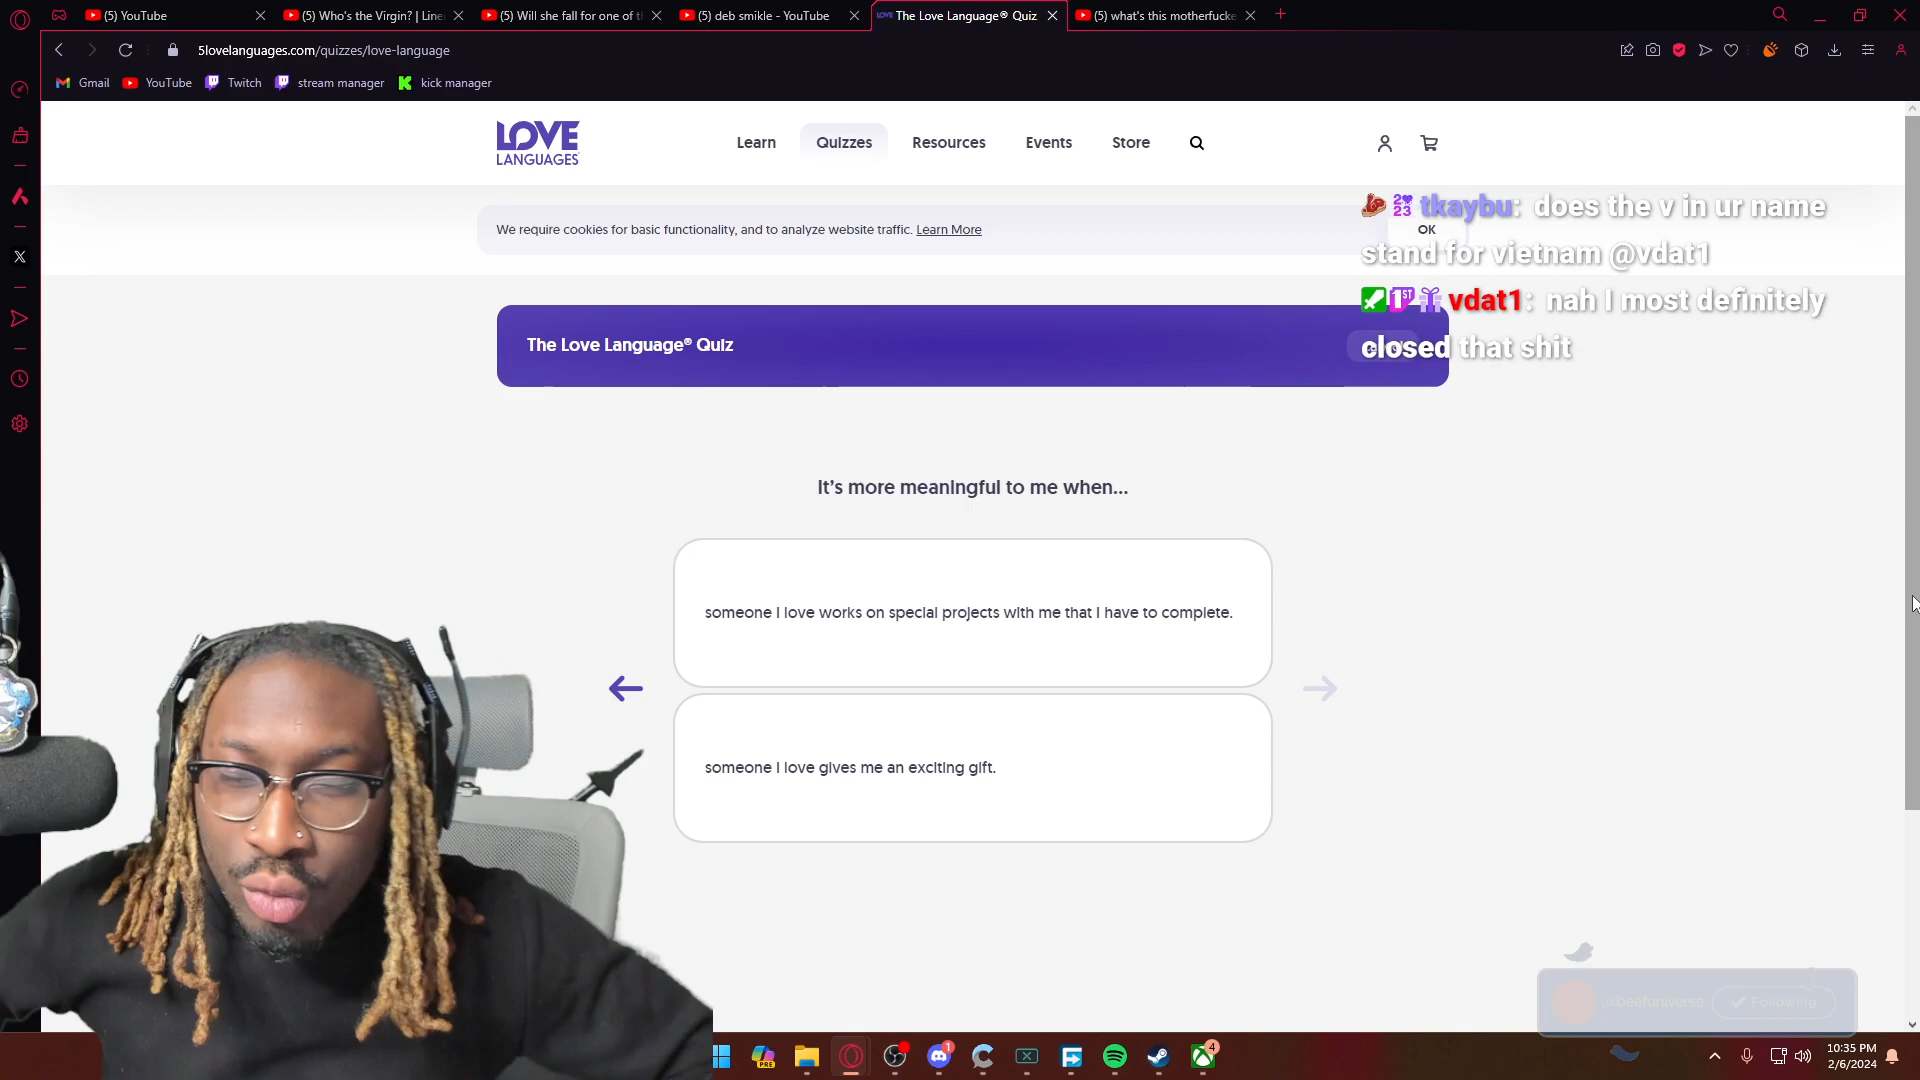 (5) YouTube
(5) Who's the Virgin? | Line
(5) Will she fall for one of t
(5) deb smikle - YouTube
The Love Language® Quiz
(5) what's this motherfucke
5lovelanguages.com/quizzes/love-language
Gmail YouTube Twitch stream manager kick manager
LOVE
LANGUAGES
Learn Quizzes Resources Events Store
We require cookies for basic functionality, and to analyze website traffic. Learn More
OK
tkaybu: does the v in ur name
stand for vietnam @vdat1
vdat1: nah I most definitely
closed that shit
The Love Language® Quiz
It's more meaningful to me when...
someone I love works on special projects with me that I have to complete.
someone I love gives me an exciting gift.
@beefuniverse Following
PRE
1
4
10:35 PM
2/6/2024